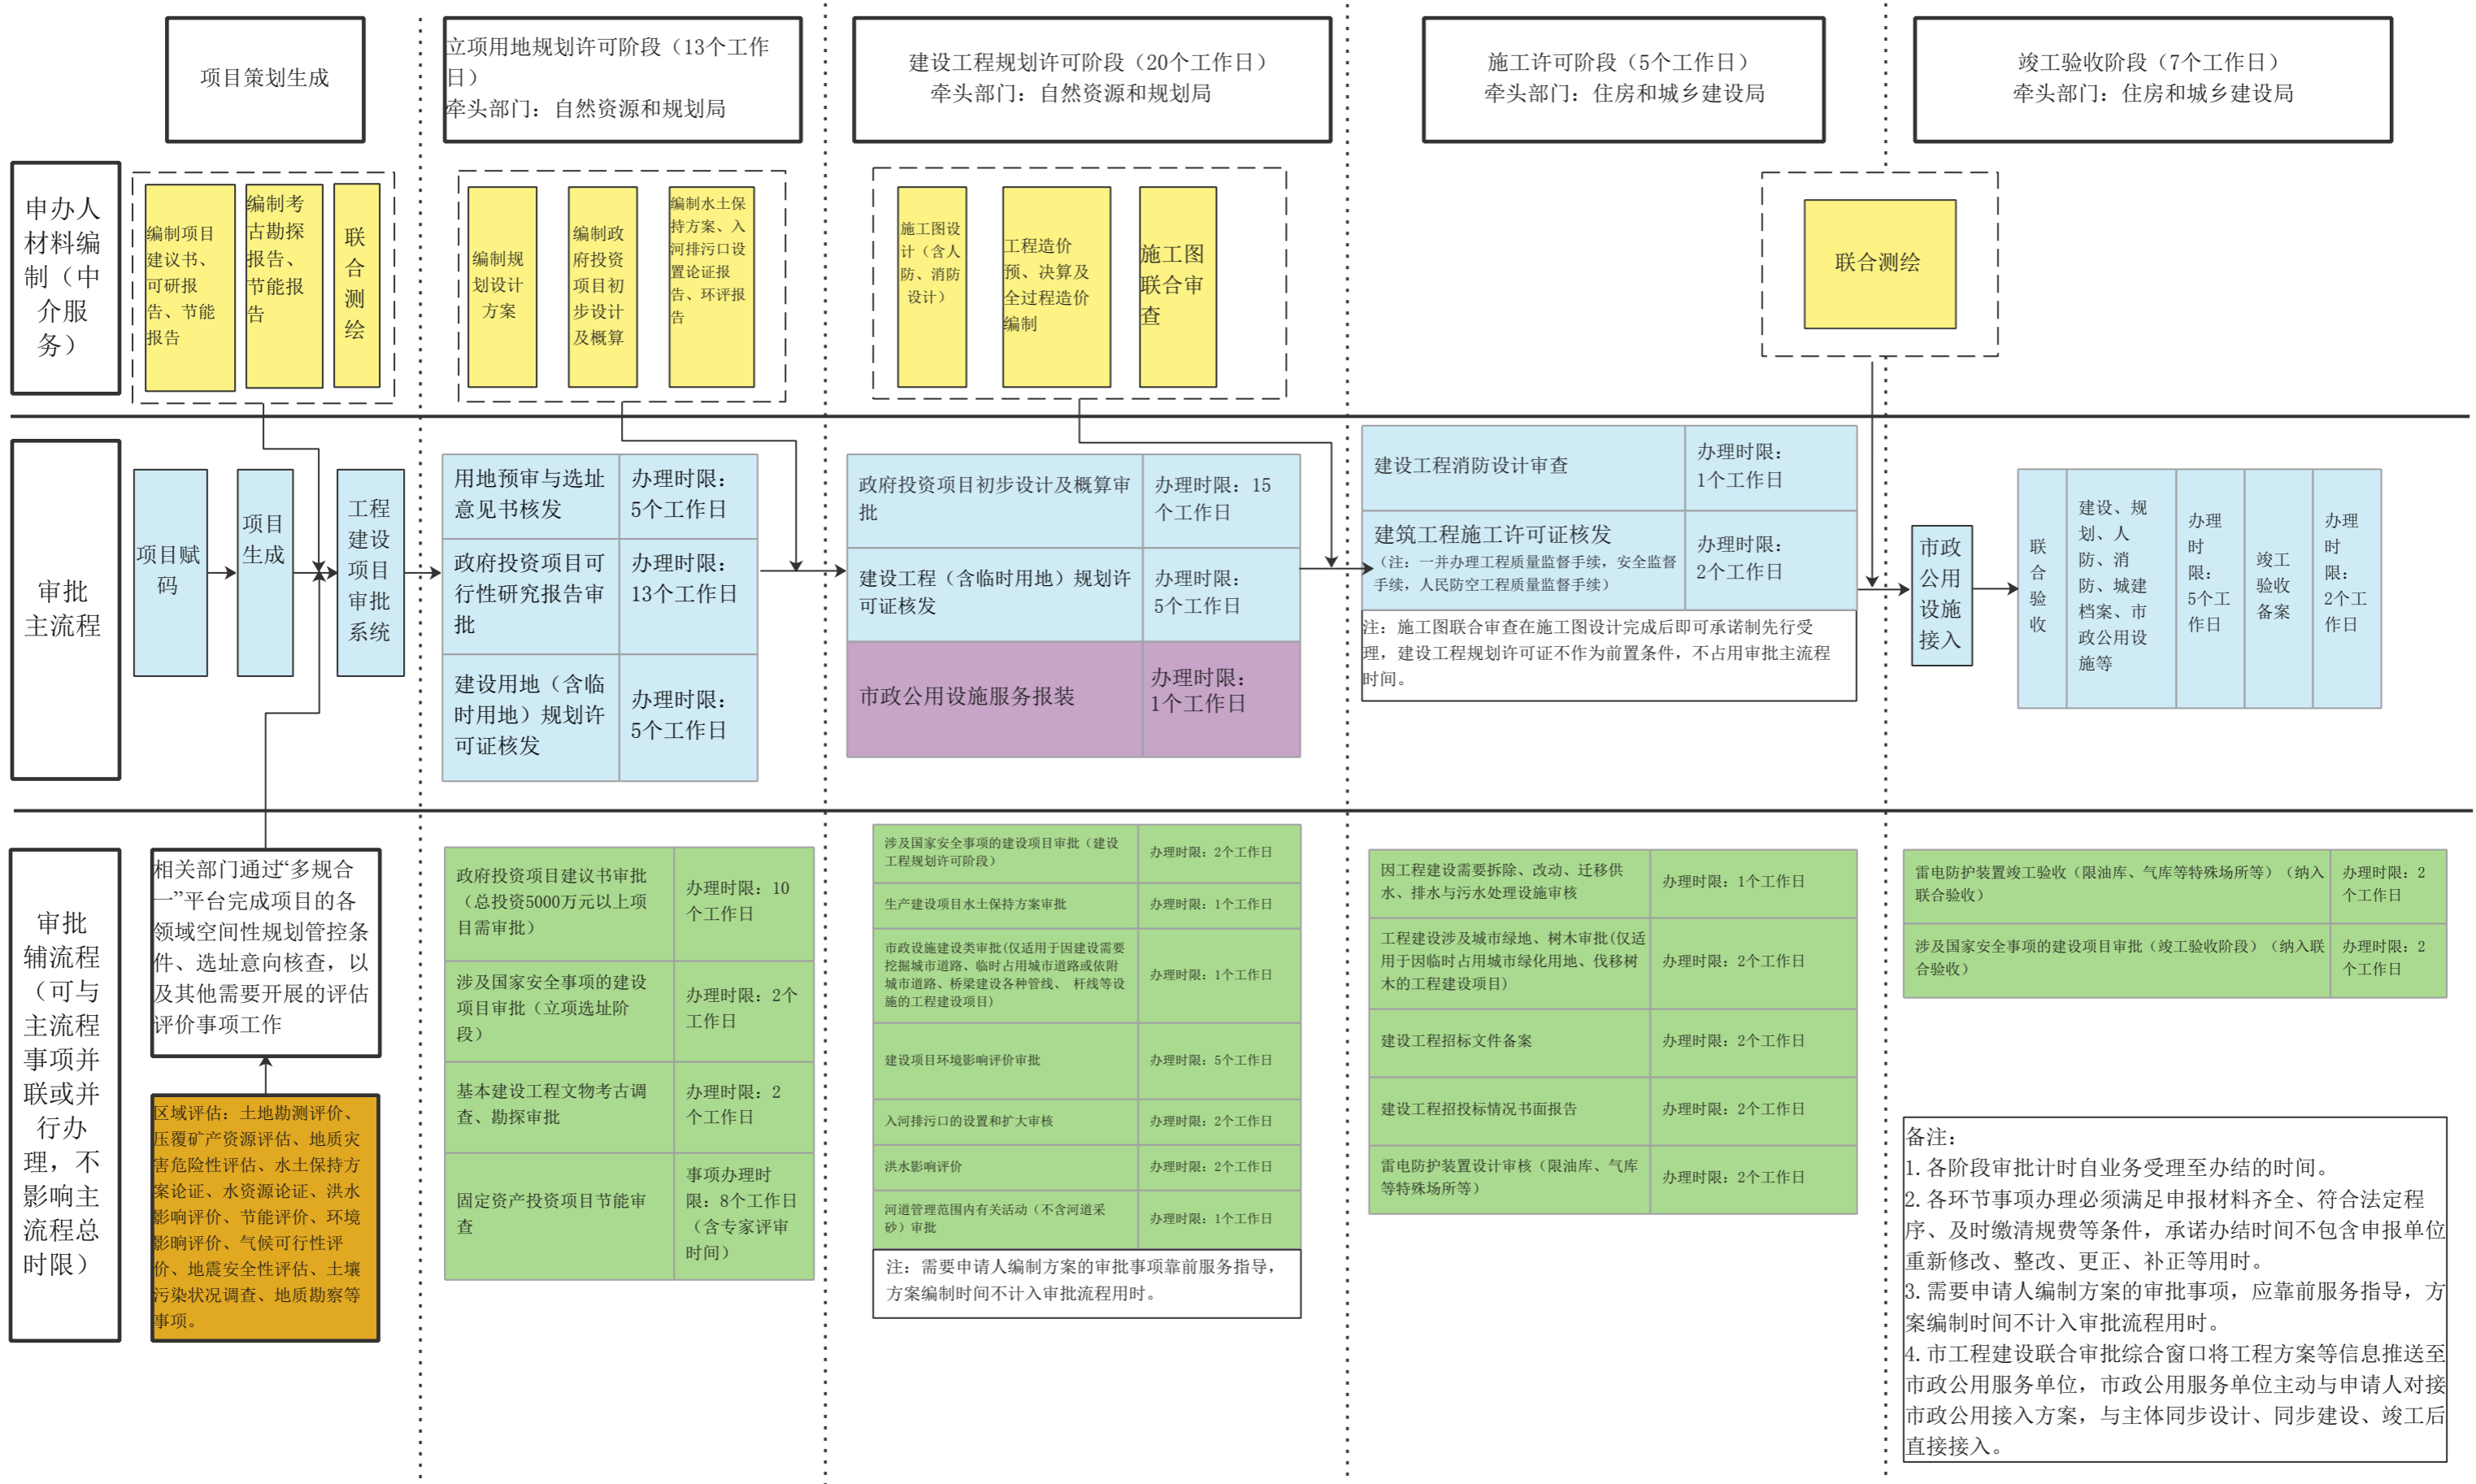 项目策划生成
立项用地规划许可阶段（13个工作
日）
牵头部门：自然资源和规划局
建设工程规划许可阶段（20个工作日）
牵头部门：自然资源和规划局
施工许可阶段（5个工作日）
牵头部门：住房和城乡建设局
竣工验收阶段（7个工作日）
牵头部门：住房和城乡建设局
申办人
材料编
制（中
介服
务）
编制项目
建议书、
可研报
告、节能
报告
编制考
古勘探
报告、
节能报
告
联
合
测
绘
编制规
划设计
方案
编制政
府投资
项目初
步设计
及概算
编制水土保
持方案、入
河排污口设
置论证报
告、环评报
告
施工图设
计（含人
防、消防
设计）
工程造价
预、决算及
全过程造价
编制
施工图
联合审
查
联合测绘
审批
主流程
项目赋
码
项目
生成
工程
建设
项目
审批
系统
用地预审与选址
意见书核发
办理时限：
5个工作日
政府投资项目可
行性研究报告审
批
办理时限：
13个工作日
建设用地（含临
时用地）规划许
可证核发
办理时限：
5个工作日
政府投资项目初步设计及概算审
批
办理时限：15
个工作日
建设工程（含临时用地）规划许
可证核发
办理时限：
5个工作日
市政公用设施服务报装
办理时限：
1个工作日
建设工程消防设计审查
办理时限：
1个工作日
建筑工程施工许可证核发
（注：一并办理工程质量监督手续，安全监督
手续，人民防空工程质量监督手续）
办理时限：
2个工作日
注：施工图联合审查在施工图设计完成后即可承诺制先行受
理，建设工程规划许可证不作为前置条件，不占用审批主流程
时间。
市政
公用
设施
接入
联
合
验
收
建设、规
划、人
防、消
防、城建
档案、市
政公用设
施等
办理
时
限：
5个工
作日
竣工
验收
备案
办理
时
限：
2个工
作日
审批
辅流程
（可与
主流程
事项并
联或并
行办
理，不
影响主
流程总
时限）
相关部门通过“多规合
一”平台完成项目的各
领域空间性规划管控条
件、选址意向核查，以
及其他需要开展的评估
评价事项工作
区域评估：土地勘测评价、
压覆矿产资源评估、地质灾
害危险性评估、水土保持方
案论证、水资源论证、洪水
影响评价、节能评价、环境
影响评价、气候可行性评
价、地震安全性评估、土壤
污染状况调查、地质勘察等
事项。
政府投资项目建议书审批
（总投资5000万元以上项
目需审批）
办理时限：10
个工作日
涉及国家安全事项的建设
项目审批（立项选址阶
段）
办理时限：2个
工作日
基本建设工程文物考古调
查、勘探审批
办理时限：2
个工作日
固定资产投资项目节能审
查
事项办理时
限：8个工作日
（含专家评审
时间）
涉及国家安全事项的建设项目审批（建设
工程规划许可阶段）
办理时限：2个工作日
生产建设项目水土保持方案审批
办理时限：1个工作日
市政设施建设类审批(仅适用于因建设需要
挖掘城市道路、临时占用城市道路或依附
城市道路、桥梁建设各种管线、 杆线等设
施的工程建设项目)
办理时限：1个工作日
建设项目环境影响评价审批
办理时限：5个工作日
入河排污口的设置和扩大审核
办理时限：2个工作日
洪水影响评价
办理时限：2个工作日
河道管理范围内有关活动（不含河道采
砂）审批
办理时限：1个工作日
注：需要申请人编制方案的审批事项靠前服务指导，
方案编制时间不计入审批流程用时。
因工程建设需要拆除、改动、迁移供
水、排水与污水处理设施审核
办理时限：1个工作日
工程建设涉及城市绿地、树木审批(仅适
用于因临时占用城市绿化用地、伐移树
木的工程建设项目)
办理时限：2个工作日
建设工程招标文件备案
办理时限：2个工作日
建设工程招投标情况书面报告
办理时限：2个工作日
雷电防护装置设计审核（限油库、气库
等特殊场所等）
办理时限：2个工作日
雷电防护装置竣工验收（限油库、气库等特殊场所等）（纳入
联合验收）
办理时限：2
个工作日
涉及国家安全事项的建设项目审批（竣工验收阶段）（纳入联
合验收）
办理时限：2
个工作日
备注：
1.各阶段审批计时自业务受理至办结的时间。
2.各环节事项办理必须满足申报材料齐全、符合法定程
序、及时缴清规费等条件，承诺办结时间不包含申报单位
重新修改、整改、更正、补正等用时。
3.需要申请人编制方案的审批事项，应靠前服务指导，方
案编制时间不计入审批流程用时。
4.市工程建设联合审批综合窗口将工程方案等信息推送至
市政公用服务单位，市政公用服务单位主动与申请人对接
市政公用接入方案，与主体同步设计、同步建设、竣工后
直接接入。